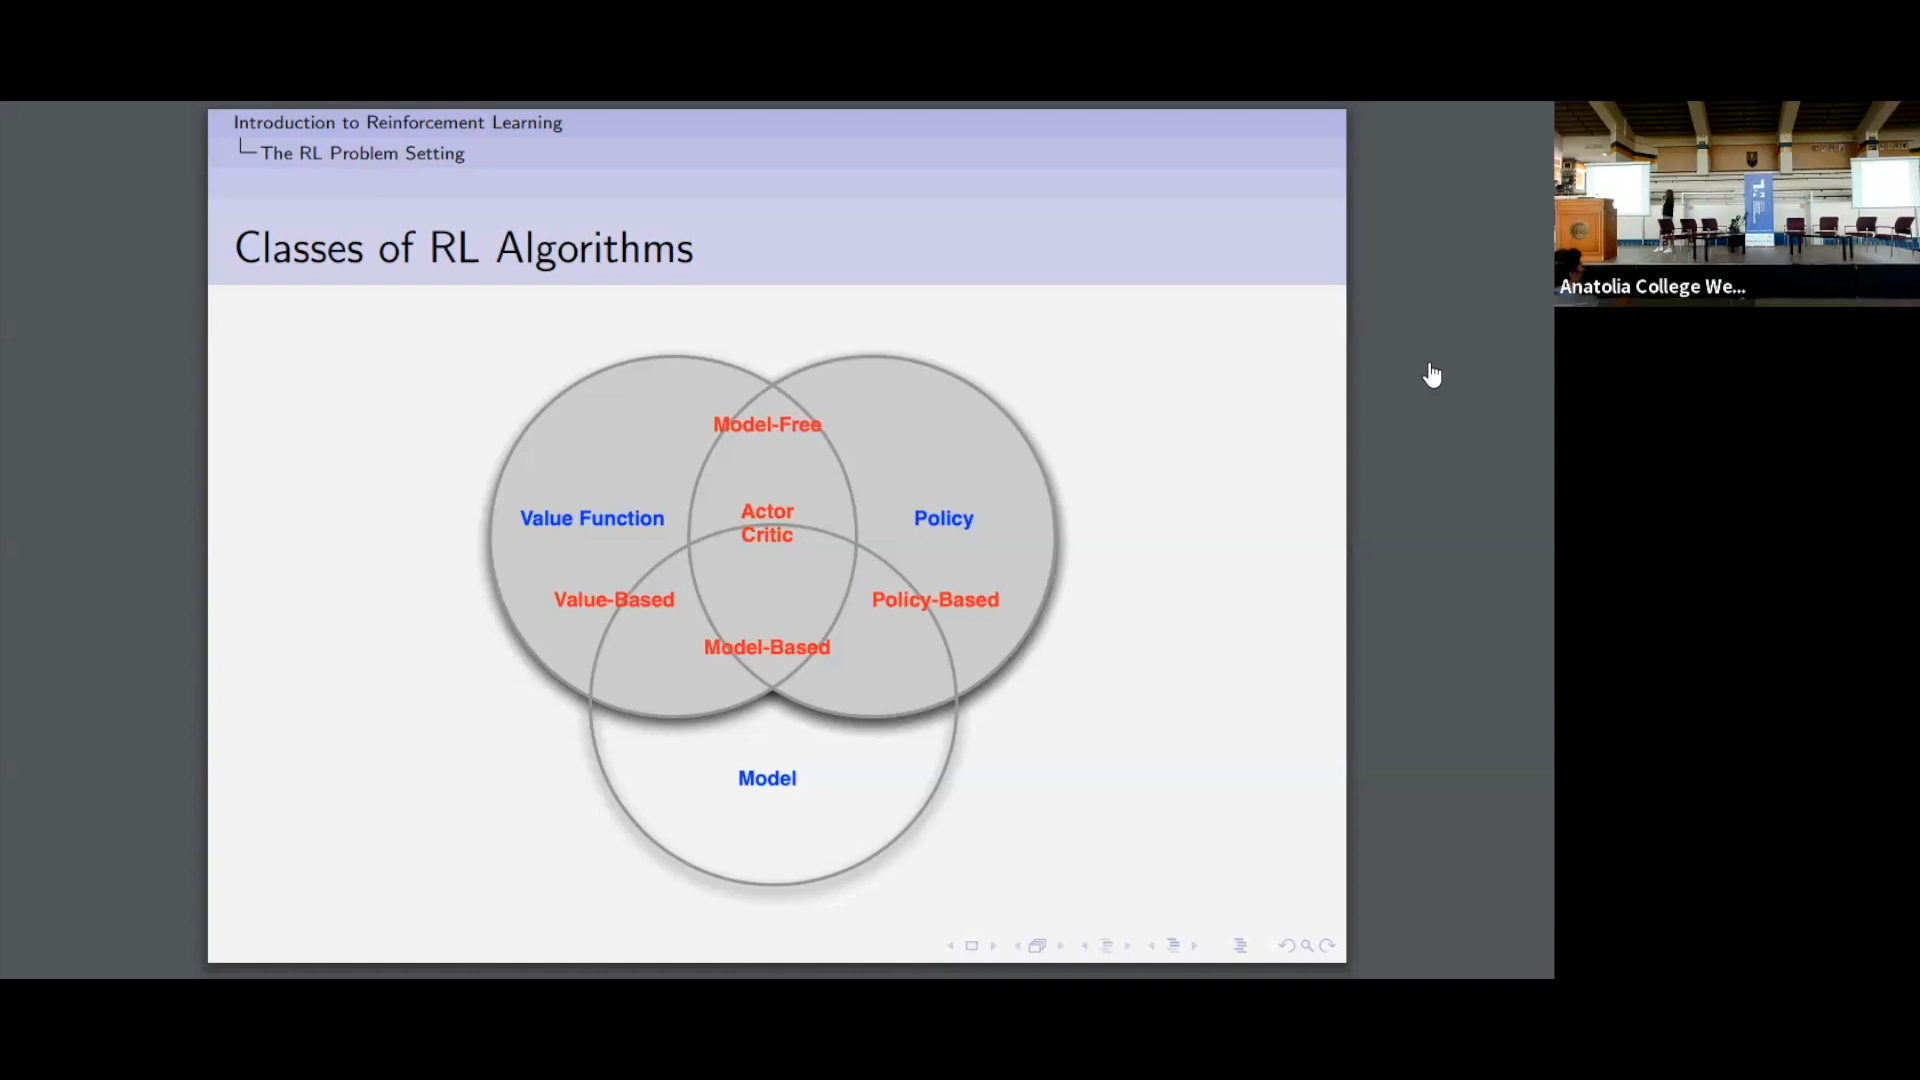 Introduction to Reinforcement Learning
The RL Problem Setting
Classes of RL Algorithms
Model-Free
Value Function
Actor
Critic
Policy
Value-Based
Policy-Based
Model-Based
Model
Anatolia College We...